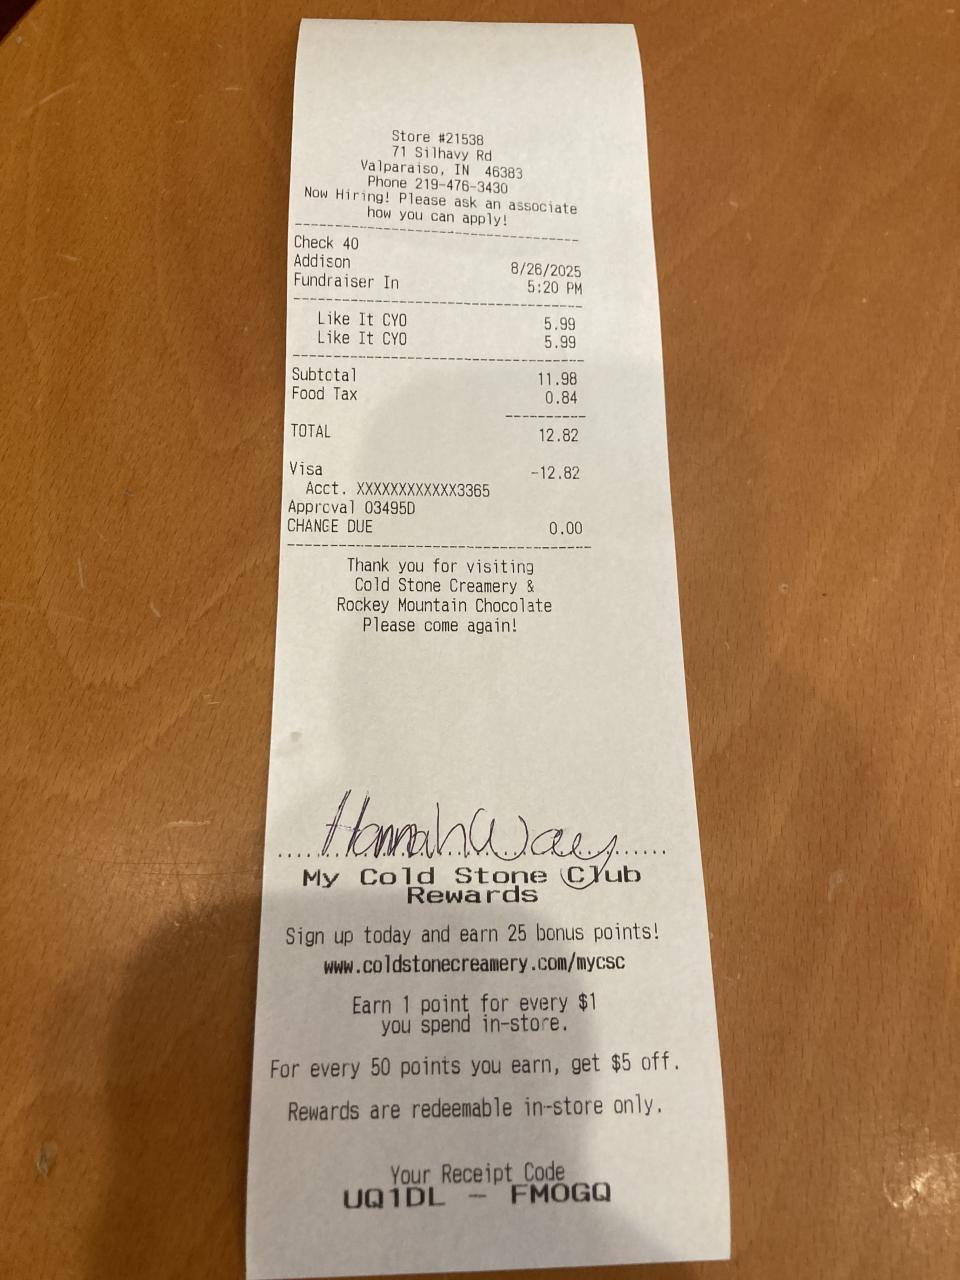 Store #21538
71 Silhavy Rd
Valparaiso, IN 46383
Phone 219-476-3430
Now Hiring! Please ask an associate
how you can apply!
Check 40
Addison 8/26/2025
Fundraiser In 5:20 PM
Like It CYO 5.99
Like It CYO 5.99
Subtotal 11.98
Food Tax 0.84
TOTAL 12.82
Visa -12.82
Acct. XXXXXXXXXXXX3365
Approval 03495D
CHANGE DUE 0.00
Thank you for visiting
Cold Stone Creamery &
Rockey Mountain Chocolate
Please come again!
Hannah Way
My Cold Stone Club
Rewards
Sign up today and earn 25 bonus points!
www.coldstonecreamery.com/mycsc
Earn 1 point for every $1
you spend in-store.
For every 50 points you earn, get $5 off.
Rewards are redeemable in-store only.
Your Receipt Code
UQ1DL - FMOGQ